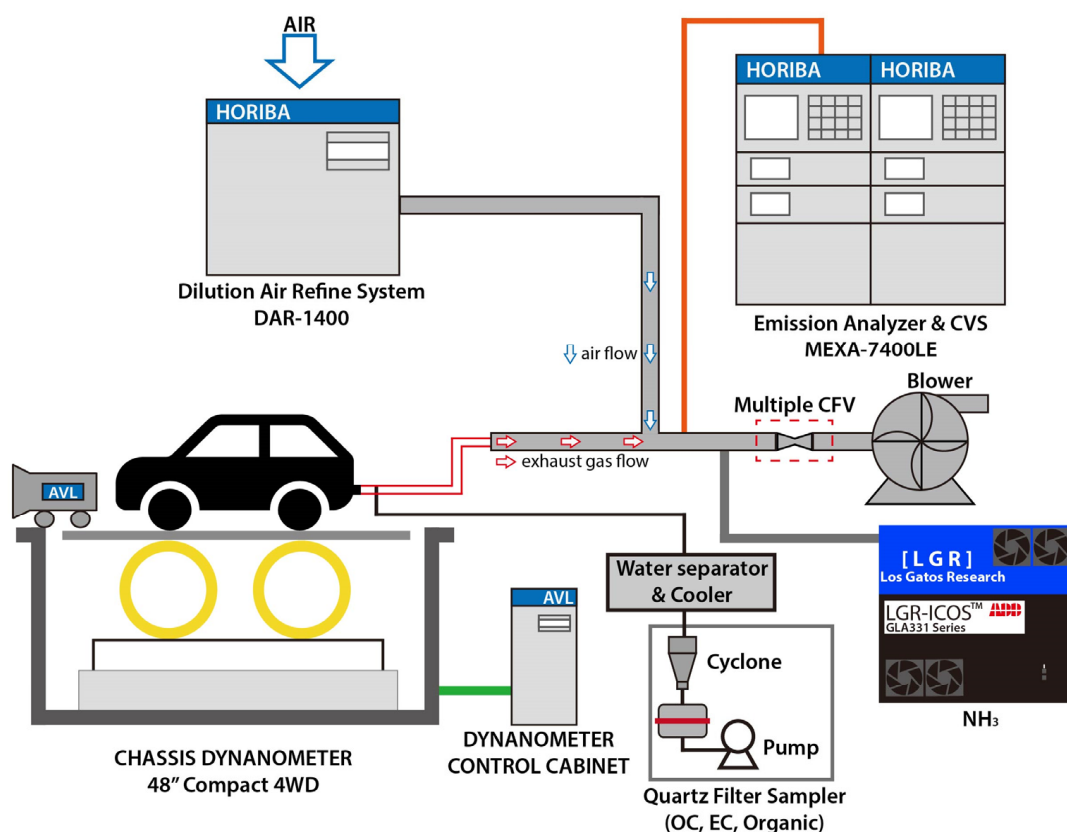 AIR
HORIBA
Dilution Air Refine System
DAR-1400
HORIBA
HORIBA
Emission Analyzer & CVS
MEXA-7400LE
air flow
Multiple CFV
Blower
exhaust gas flow
AVL
CHASSIS DYNANOMETER
48” Compact 4WD
AVL
DYNANOMETER
CONTROL CABINET
Water separator
& Cooler
Cyclone
Pump
Quartz Filter Sampler
(OC, EC, Organic)
[ L G R ]
Los Gatos Research
LGR-ICOS™
ABB
GLA331 Series
NH₃